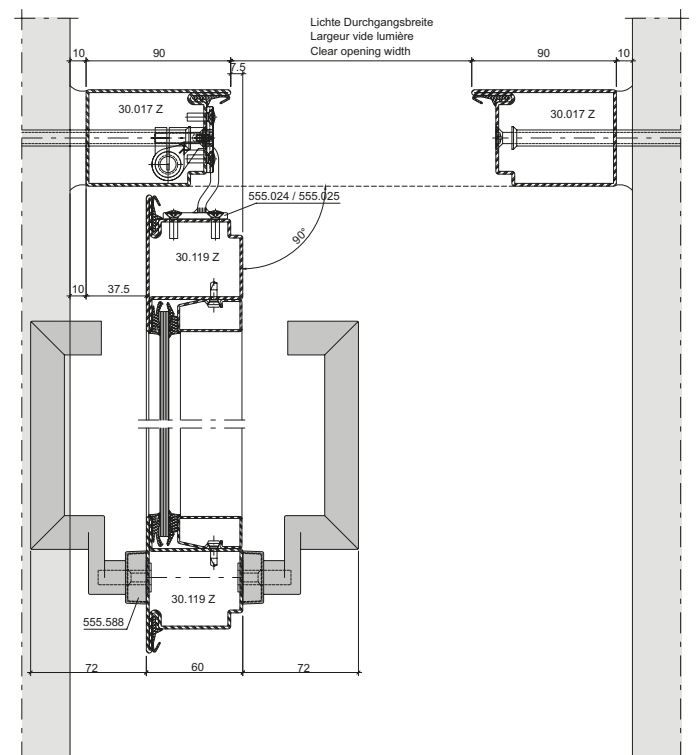 Lichte Durchgangsbreite
Largeur vide lumière
Clear opening width
10 90 90 10
7.5
30.017 Z 30.017 Z
555.024 / 555.025
90°
30.119 Z
10 37.5
30.119 Z
555.588
72 60 72